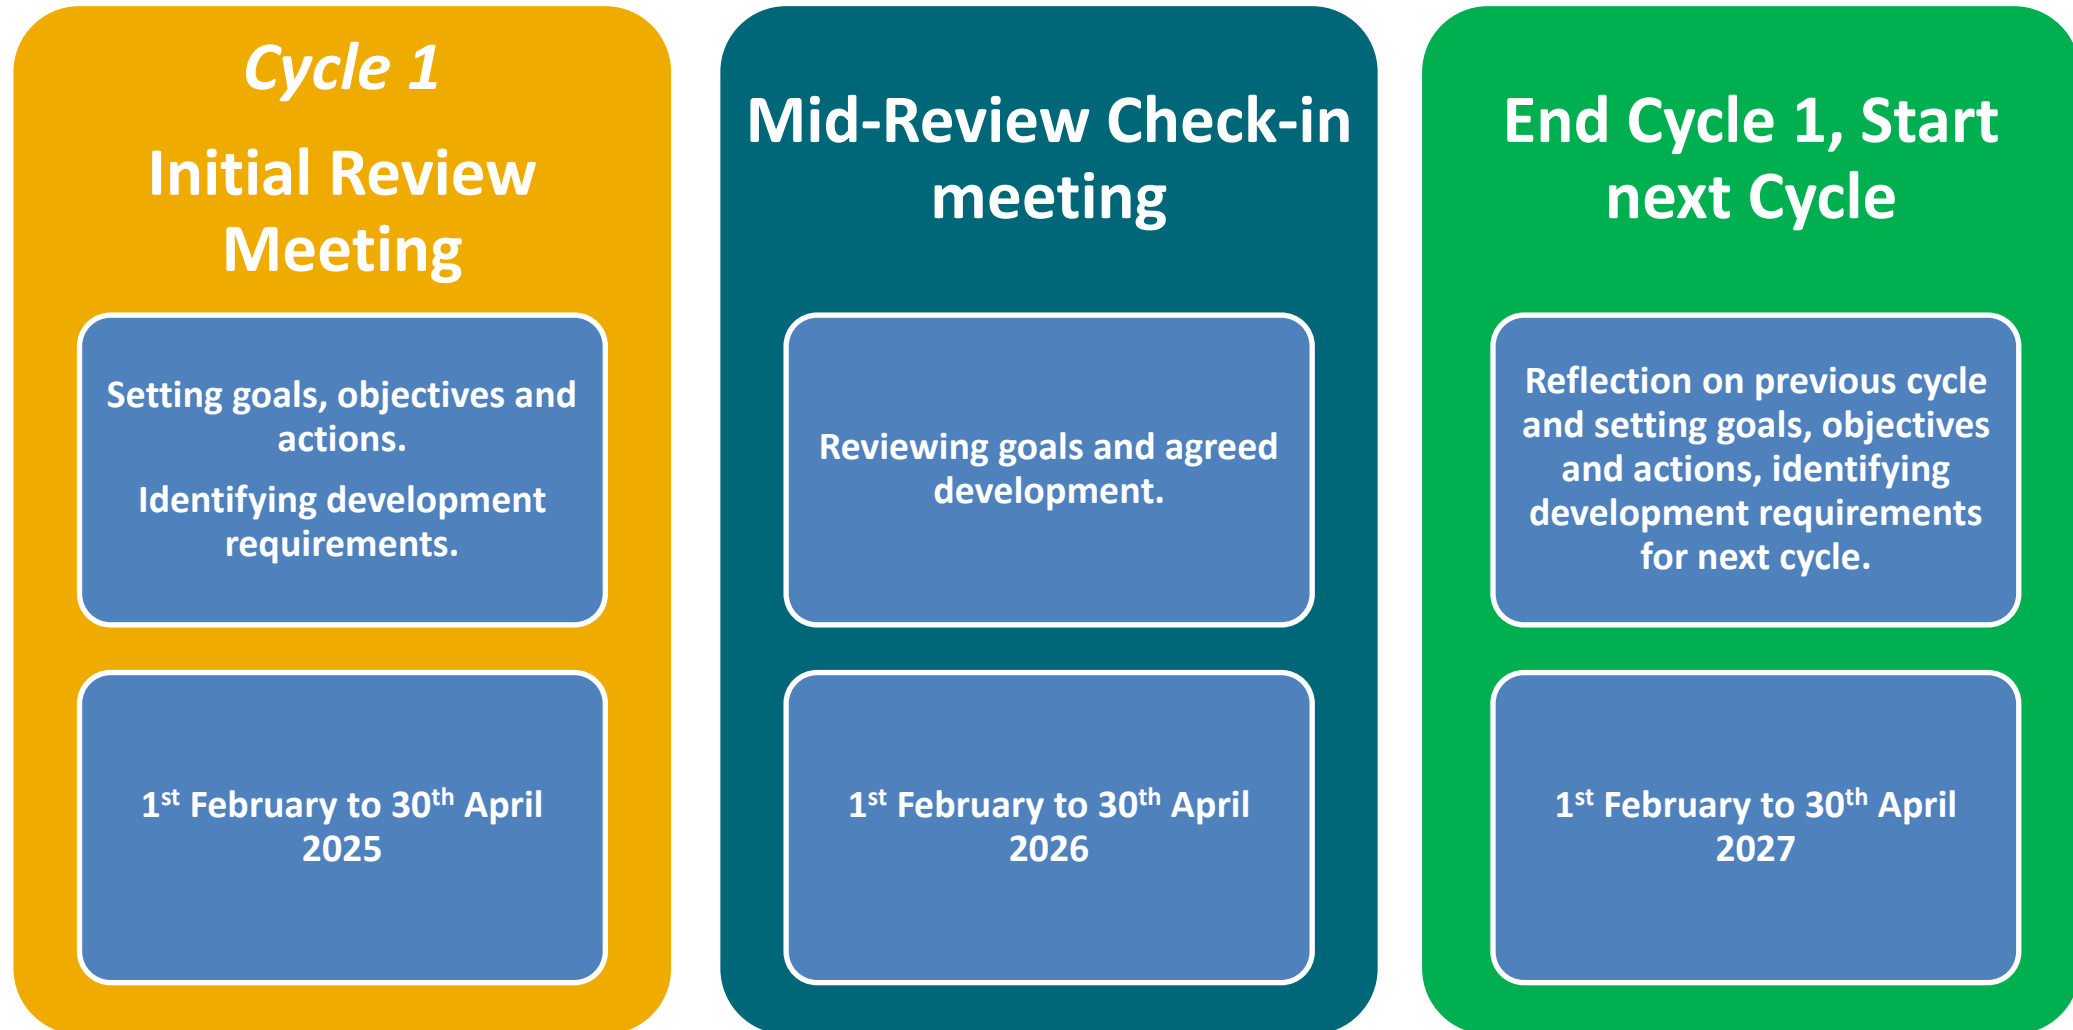 Cycle 1
Initial Review
Meeting
Setting goals, objectives and
actions.
Identifying development
requirements.
1st February to 30th April
2025
Mid-Review Check-in
meeting
Reviewing goals and agreed
development.
1st February to 30th April
2026
End Cycle 1, Start
next Cycle
Reflection on previous cycle
and setting goals, objectives
and actions, identifying
development requirements
for next cycle.
1st February to 30th April
2027